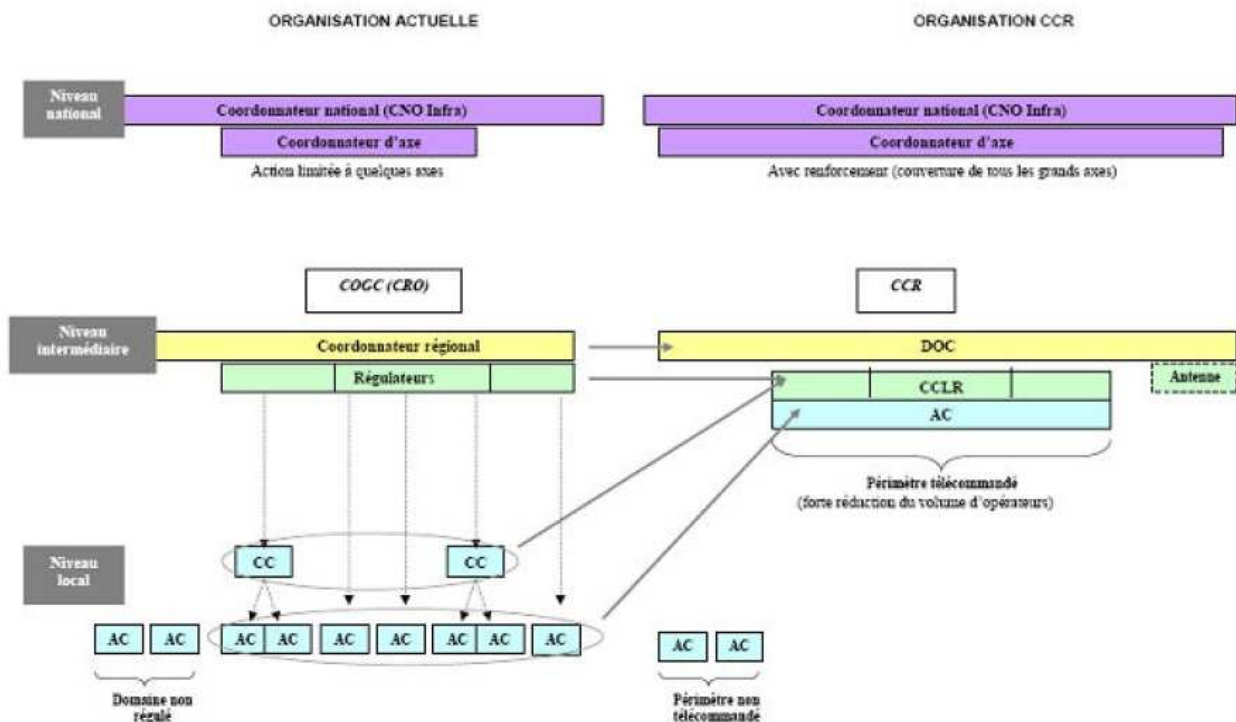 ORGANISATION ACTUELLE
ORGANISATION CCR
Niveau
national
Coordonnateur national (CNO Infra)
Coordonnateur national (CNO Infra)
Coordonnateur d'axe
Coordonnateur d'axe
Action limitée à quelques axes
Avec renforcement (couverture de tous les grands axes)
COGC (CRO)
CCR
Niveau
intermédiaire
Coordonnateur régional
DOC
Régulateurs
CCLR
Antenne
AC
Périmètre télécommandé
(forte réduction du volume d'opérateurs)
Niveau
local
CC
CC
AC
AC
AC
AC
AC
AC
AC
AC
AC
AC
AC
Domaine non
régulé
Périmètre non
télécommandé